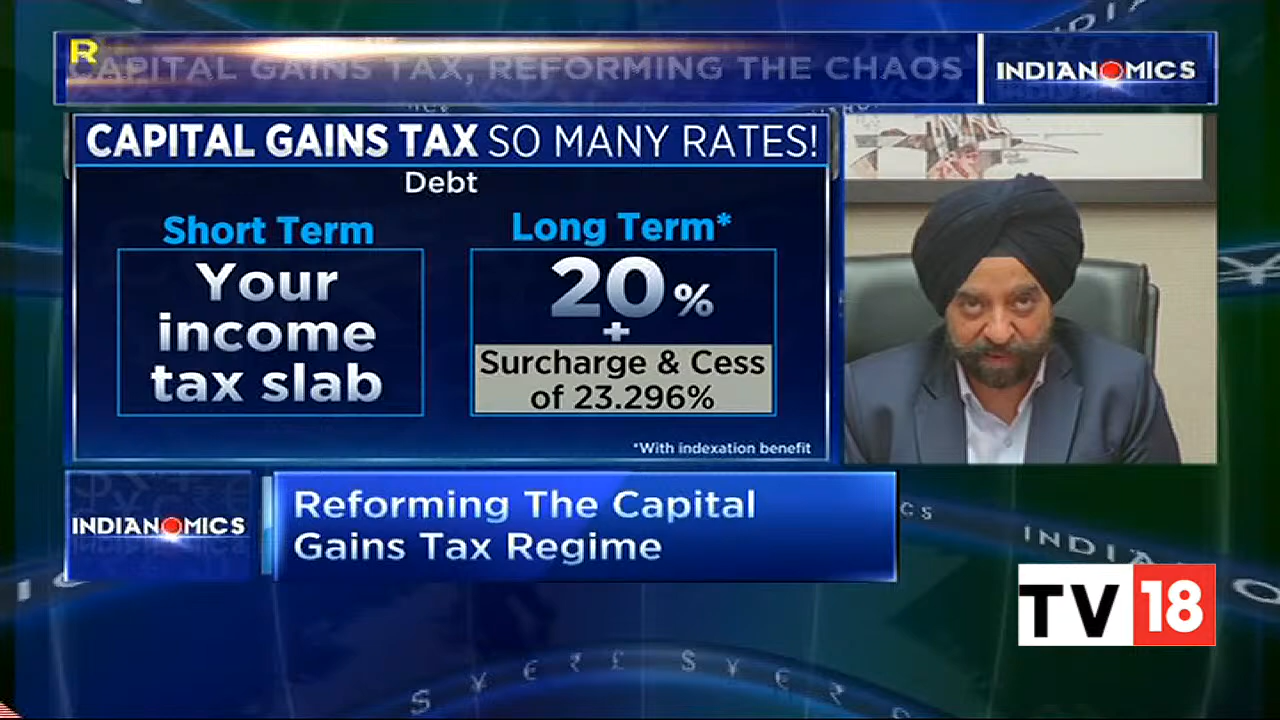 R
CAPITAL GAINS TAX, REFORMING THE CHAOS
INDIANOMICS
CAPITAL GAINS TAX SO MANY RATES!
Debt
Short Term
Your
income
tax slab
Long Term*
20%
+
Surcharge & Cess
of 23.296%
*With indexation benefit
INDIANOMICS
Reforming The Capital
Gains Tax Regime
TV18